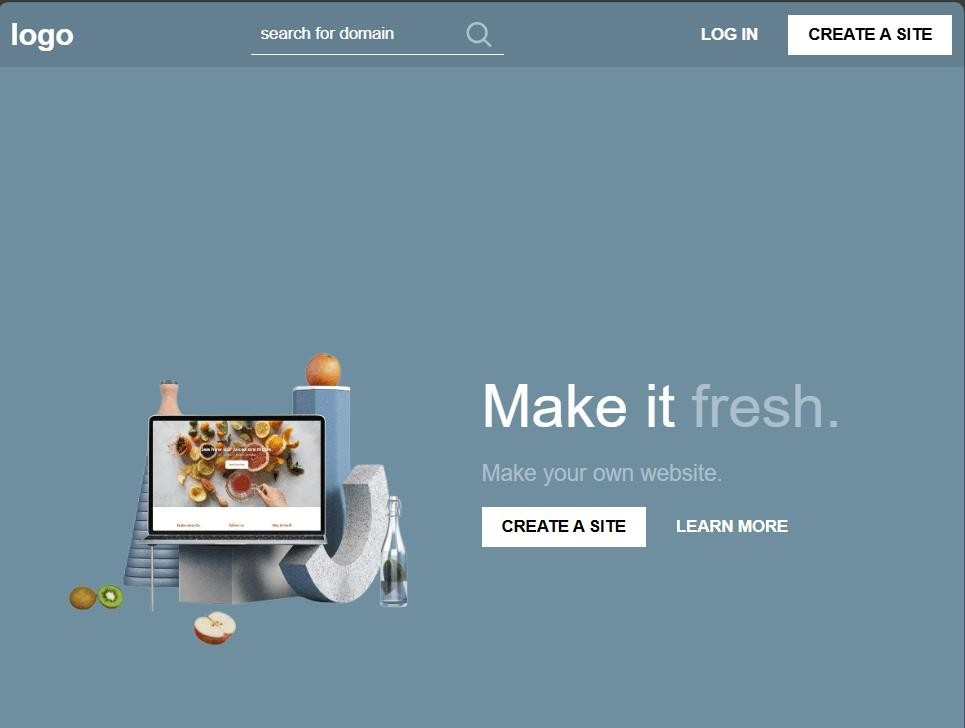 logo
search for domain
LOG IN
CREATE A SITE
Make it fresh.
Make your own website.
CREATE A SITE
LEARN MORE